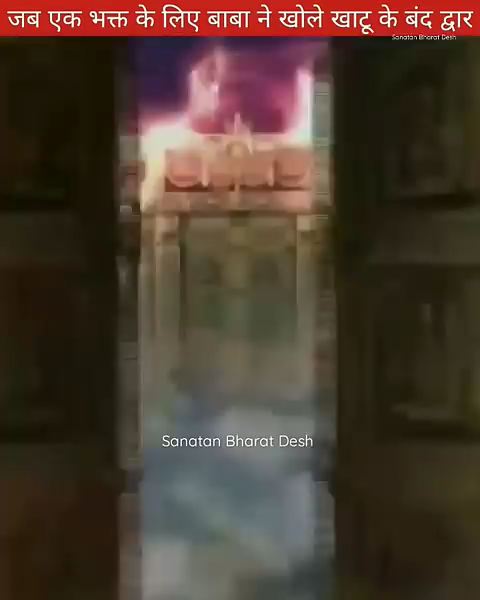 जब एक भक्त के लिए बाबा ने खोले खाटू के बंद द्वार
Sanatan Bharat Desh
Sanatan Bharat Desh